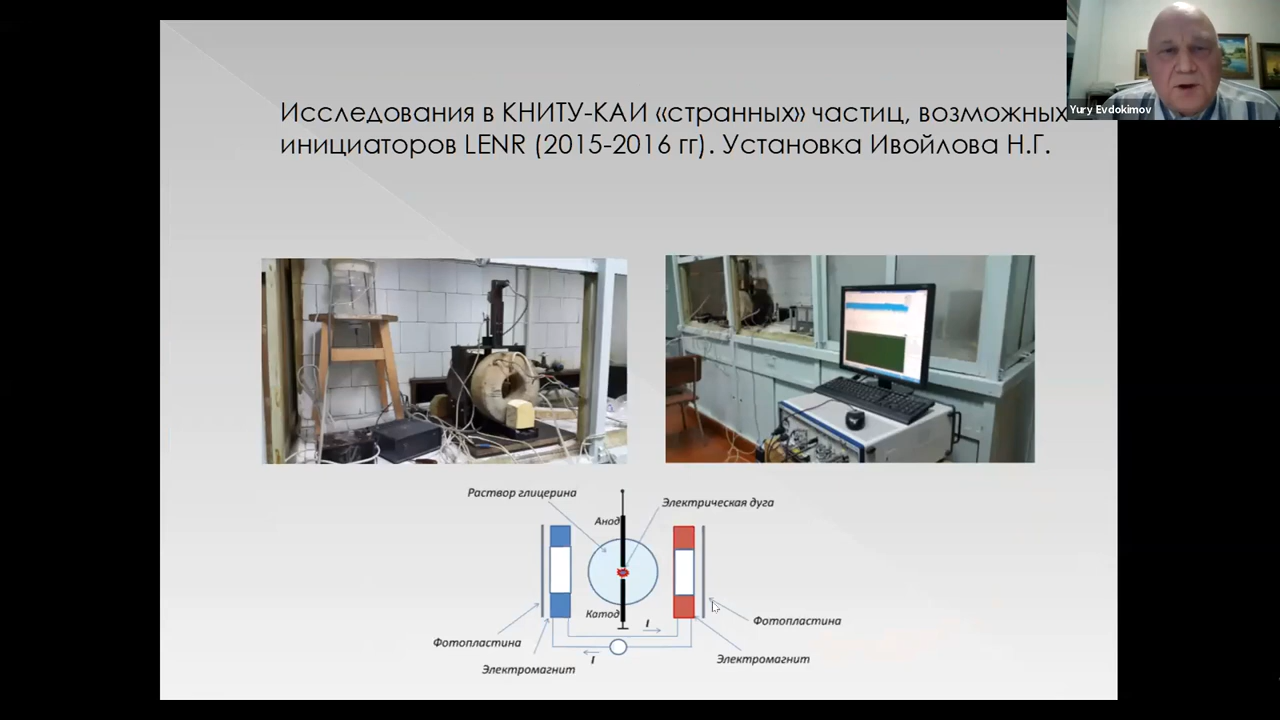 Yury Evdokimov
Исследования в КНИТУ-КАИ «странных» частиц, возможных
инициаторов LENR (2015-2016 гг). Установка Ивойлова Н.Г.
Раствор глицерина
Электрическая дуга
Анод
Катод
I
I
Фотопластина
Фотопластина
Электромагнит
Электромагнит